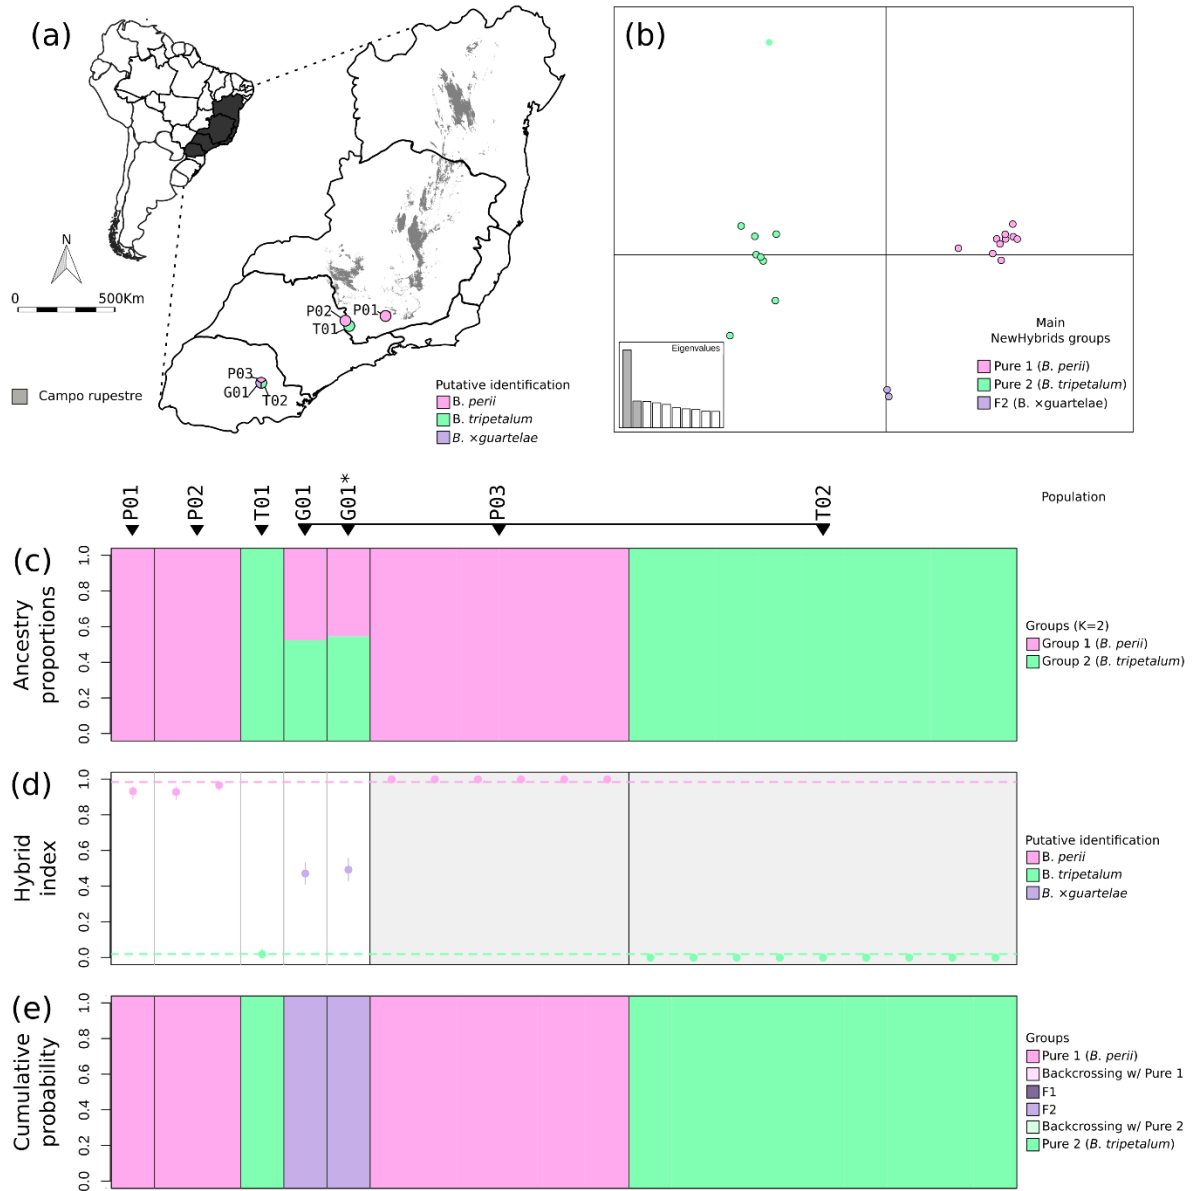 (a)
N
0 500Km
Campo rupestre
P02
P01
T01
P03
G01
T02
Putative identification
B. perii
B. tripetalum
B. ×guartelae
(b)
Eigenvalues
Main
NewHybrids groups
Pure 1 (B. perii)
Pure 2 (B. tripetalum)
F2 (B. ×guartelae)
P01
P02
T01
G01
G01*
P03
T02
Population
(c)
Ancestry
proportions
1.0
0.8
0.6
0.4
0.2
0.0
Groups (K=2)
Group 1 (B. perii)
Group 2 (B. tripetalum)
(d)
Hybrid
index
1.0
0.8
0.6
0.4
0.2
0.0
Putative identification
B. perii
B. tripetalum
B. ×guartelae
(e)
Cumulative
probability
1.0
0.8
0.6
0.4
0.2
0.0
Groups
Pure 1 (B. perii)
Backcrossing w/ Pure 1
F1
F2
Backcrossing w/ Pure 2
Pure 2 (B. tripetalum)